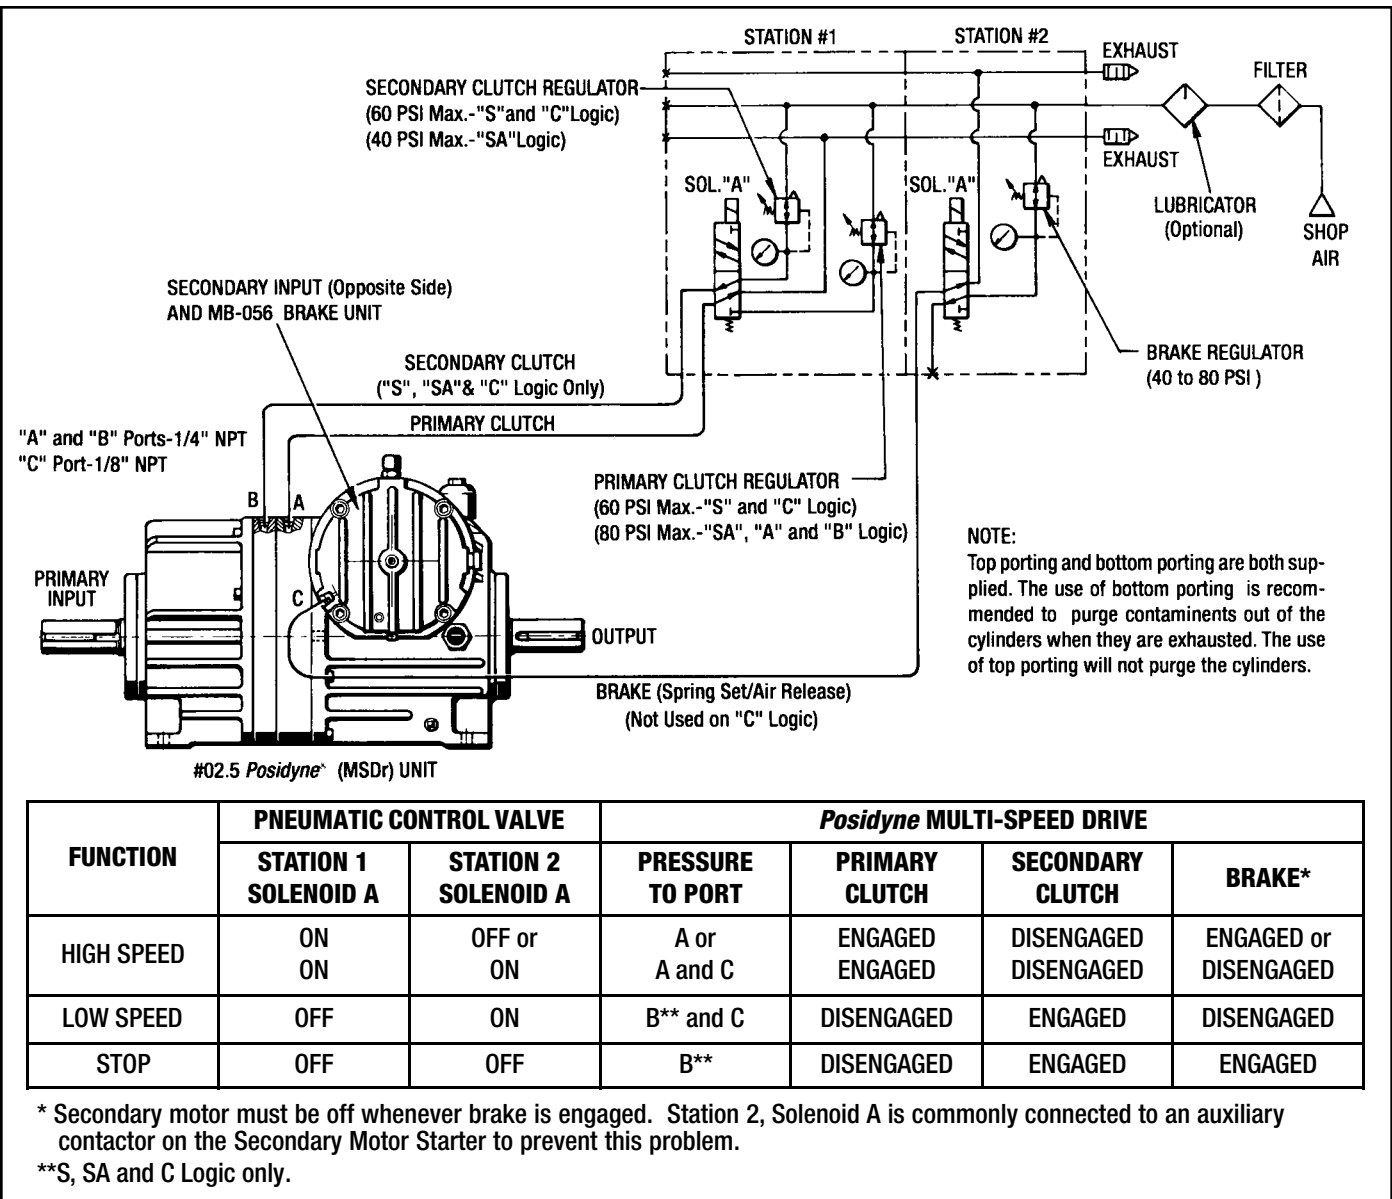 STATION #1
STATION #2
EXHAUST
FILTER
SECONDARY CLUTCH REGULATOR
(60 PSI Max.-"S"and "C"Logic)
(40 PSI Max.-"SA"Logic)
EXHAUST
SOL."A"
SOL."A"
LUBRICATOR
(Optional)
SHOP
AIR
SECONDARY INPUT (Opposite Side)
AND MB-056 BRAKE UNIT
SECONDARY CLUTCH
("S", "SA"& "C" Logic Only)
BRAKE REGULATOR
(40 to 80 PSI )
PRIMARY CLUTCH
"A" and "B" Ports-1/4" NPT
"C" Port-1/8" NPT
PRIMARY CLUTCH REGULATOR
(60 PSI Max.-"S" and "C" Logic)
(80 PSI Max.-"SA", "A" and "B" Logic)
B
A
NOTE:
Top porting and bottom porting are both sup-
plied. The use of bottom porting is recom-
mended to purge contaminents out of the
cylinders when they are exhausted. The use
of top porting will not purge the cylinders.
PRIMARY
INPUT
C
OUTPUT
BRAKE (Spring Set/Air Release)
(Not Used on "C" Logic)
#02.5 Posidyne* (MSDr) UNIT
FUNCTION
PNEUMATIC CONTROL VALVE
Posidyne MULTI-SPEED DRIVE
STATION 1
SOLENOID A
STATION 2
SOLENOID A
PRESSURE
TO PORT
PRIMARY
CLUTCH
SECONDARY
CLUTCH
BRAKE*
HIGH SPEED
ON
ON
OFF or
ON
A or
A and C
ENGAGED
ENGAGED
DISENGAGED
DISENGAGED
ENGAGED or
DISENGAGED
LOW SPEED
OFF
ON
B** and C
DISENGAGED
ENGAGED
DISENGAGED
STOP
OFF
OFF
B**
DISENGAGED
ENGAGED
ENGAGED
* Secondary motor must be off whenever brake is engaged. Station 2, Solenoid A is commonly connected to an auxiliary
contactor on the Secondary Motor Starter to prevent this problem.
**S, SA and C Logic only.